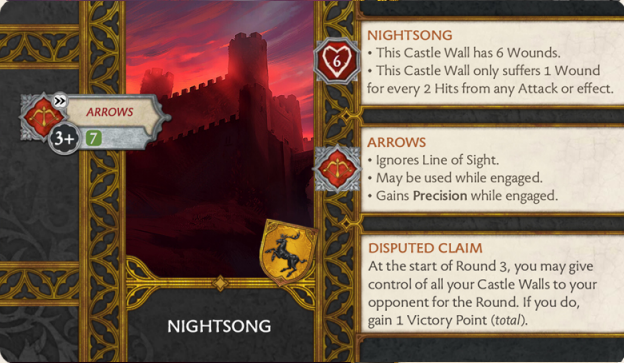 ARROWS
3+
7
NIGHTSONG
6
NIGHTSONG
• This Castle Wall has 6 Wounds.
• This Castle Wall only suffers 1 Wound
for every 2 Hits from any Attack or effect.
ARROWS
• Ignores Line of Sight.
• May be used while engaged.
• Gains Precision while engaged.
DISPUTED CLAIM
At the start of Round 3, you may give
control of all your Castle Walls to your
opponent for the Round. If you do,
gain 1 Victory Point (total).